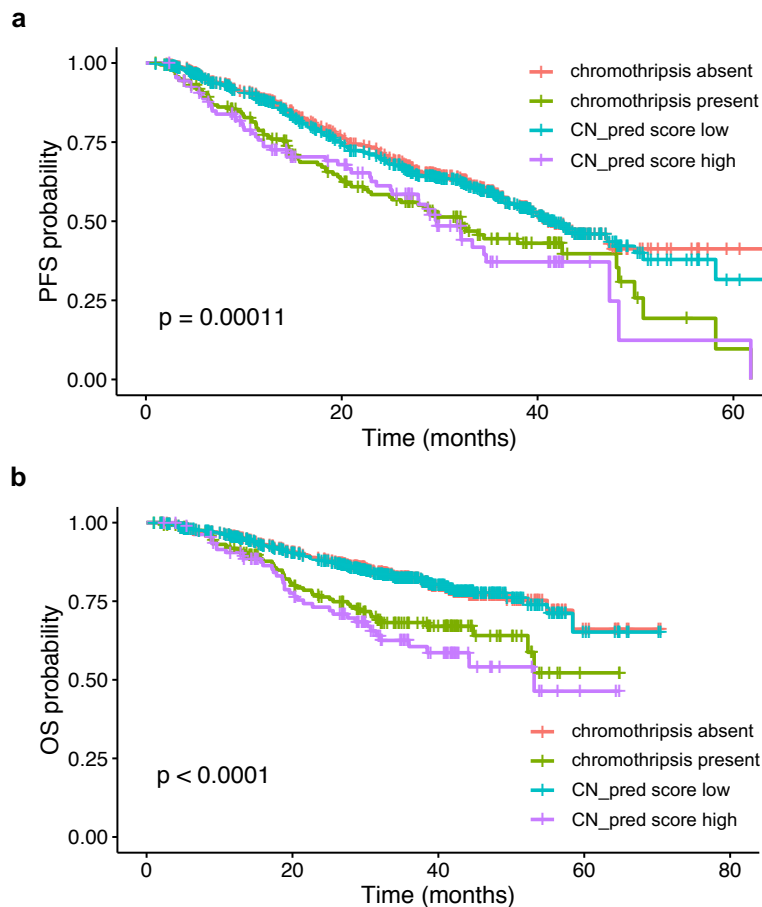 a
1.00
0.75
0.50
0.25
0.00
PFS probability
chromothripsis absent
chromothripsis present
CN_pred score low
CN_pred score high
p = 0.00011
0
20
40
60
Time (months)
b
1.00
0.75
0.50
0.25
0.00
OS probability
chromothripsis absent
chromothripsis present
CN_pred score low
CN_pred score high
p < 0.0001
0
20
40
60
80
Time (months)